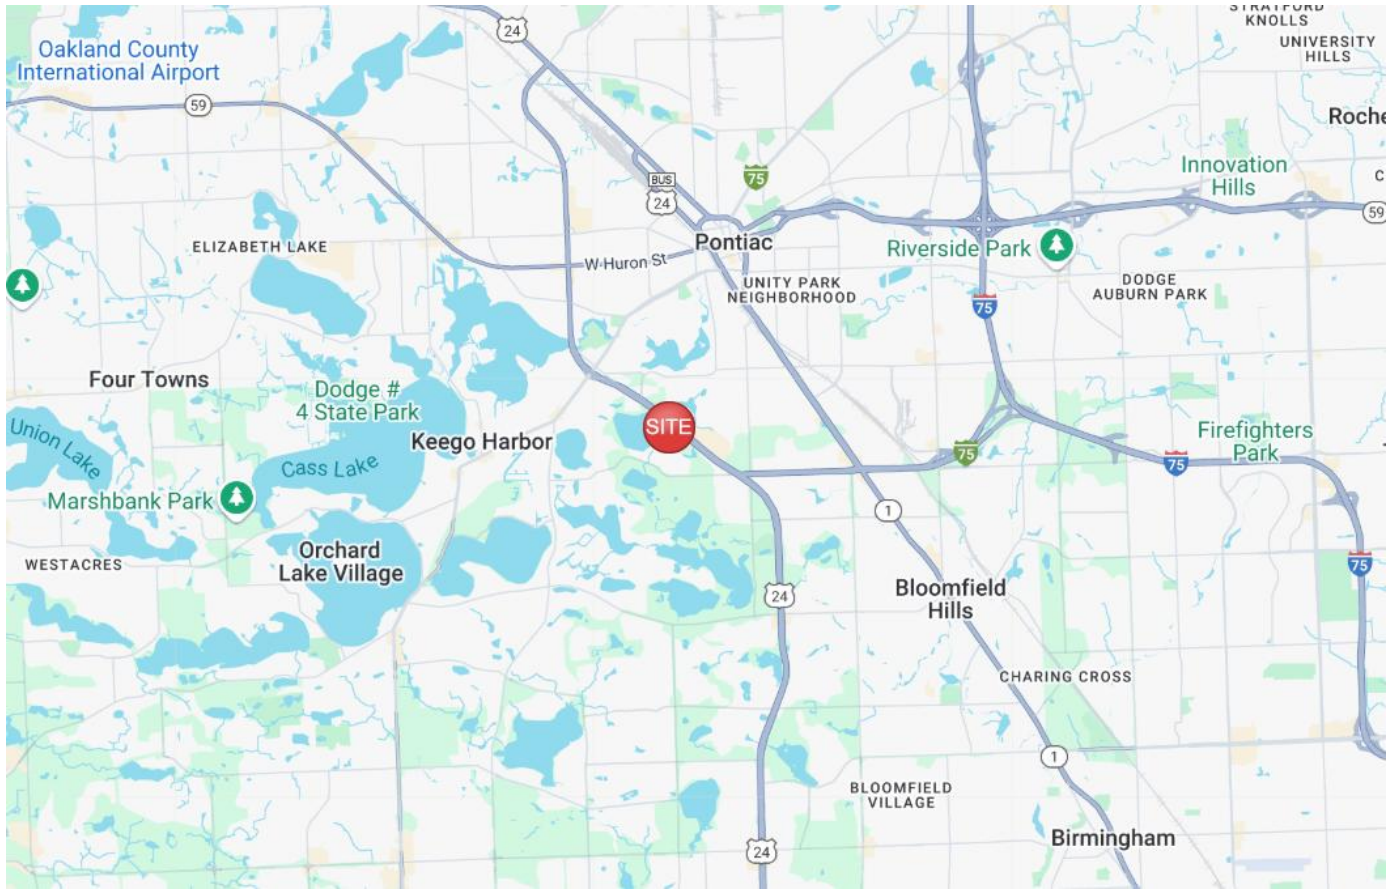 STRATFORD
KNOLLS
24
UNIVERSITY
HILLS
Oakland County
International Airport
59
Roche
Innovation
Hills
C
75
BUS
24
59
Pontiac
Riverside Park
ELIZABETH LAKE
W Huron St
UNITY PARK
NEIGHBORHOOD
DODGE
AUBURN PARK
75
Four Towns
Dodge #
4 State Park
SITE
Keego Harbor
Union Lake
Cass Lake
75
75
Firefighters
Park
Marshbank Park
1
Orchard
Lake Village
WESTACRES
75
24
Bloomfield
Hills
CHARING CROSS
1
BLOOMFIELD
VILLAGE
Birmingham
24